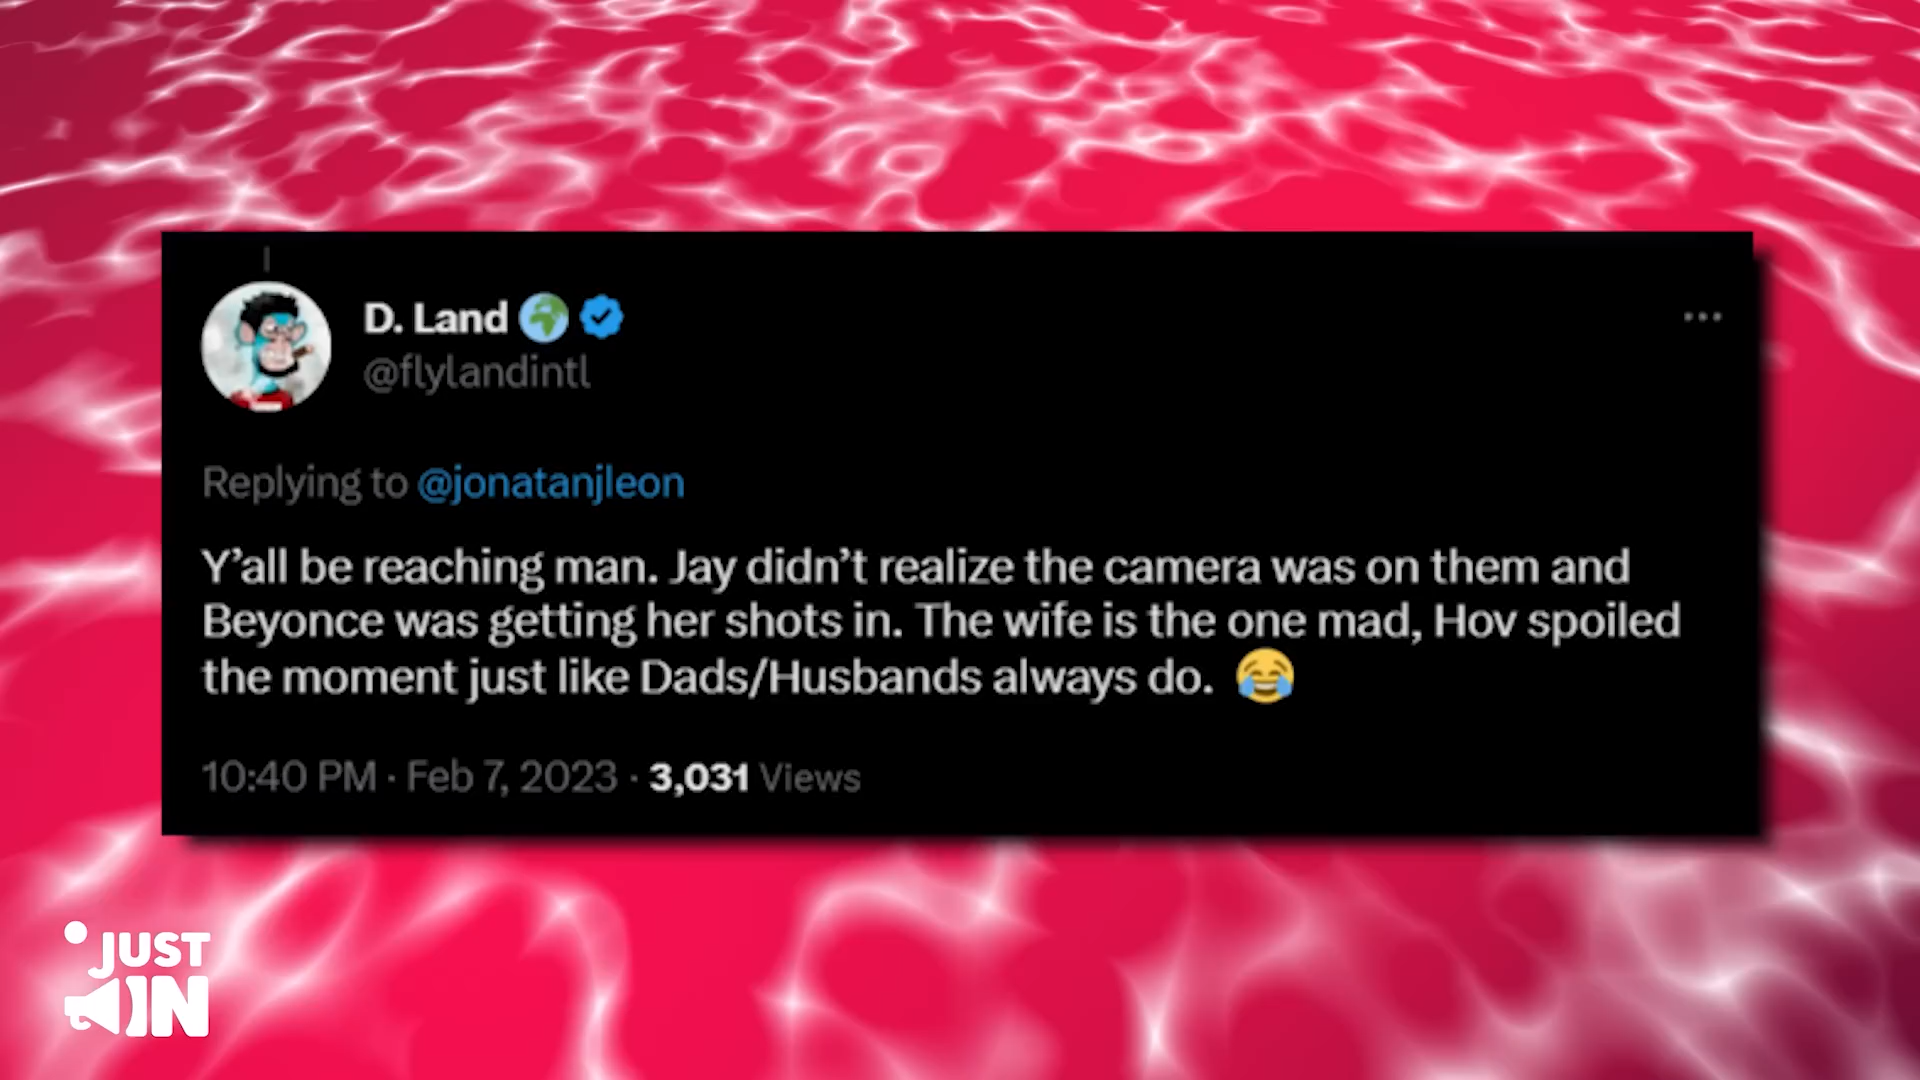 D. Land 🌍
@flylandintl
Replying to @jonatanjleon
Y’all be reaching man. Jay didn’t realize the camera was on them and
Beyonce was getting her shots in. The wife is the one mad, Hov spoiled
the moment just like Dads/Husbands always do. 😂
10:40 PM · Feb 7, 2023 · 3,031 Views
JUST
IN